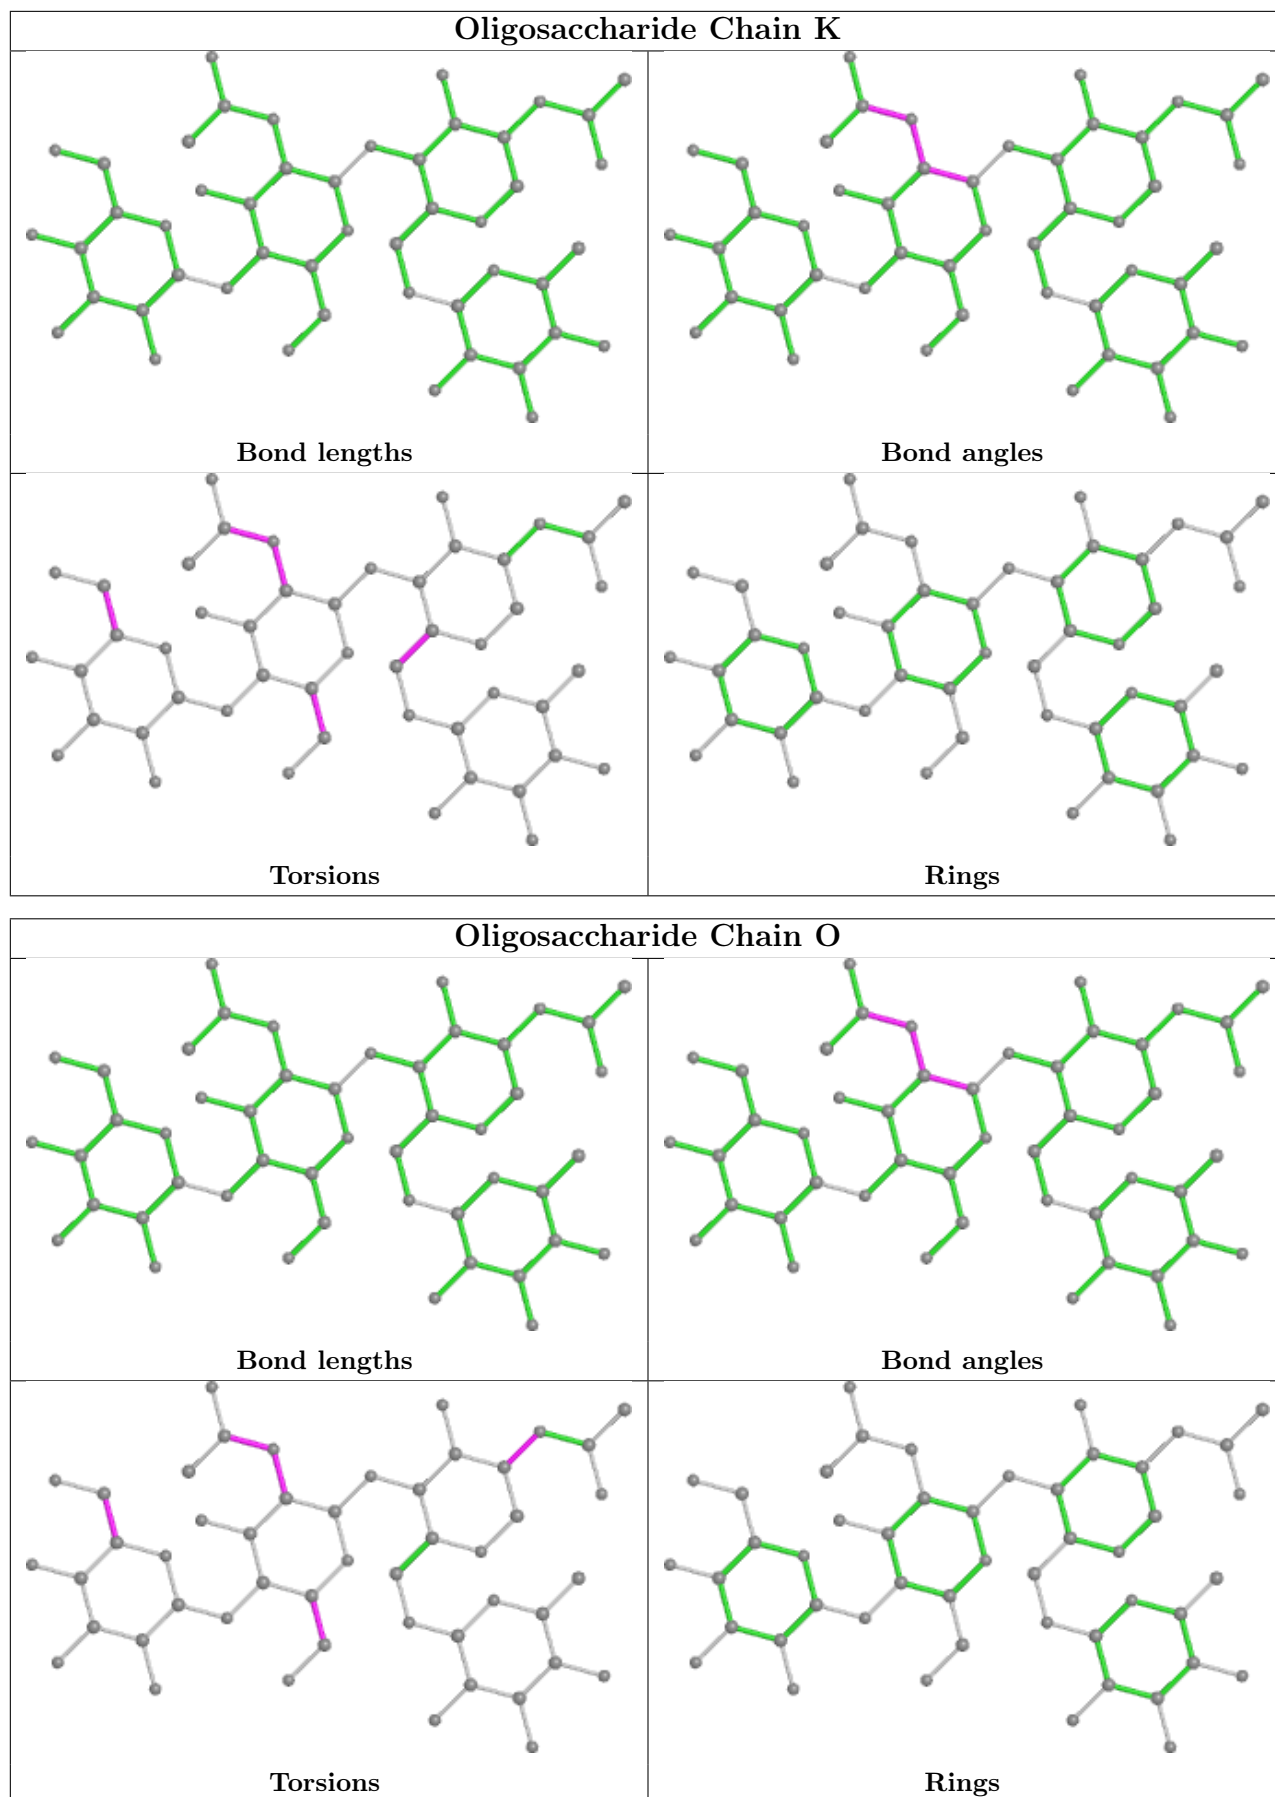 Oligosaccharide Chain K
Bond lengths
Bond angles
Torsions
Rings
Oligosaccharide Chain O
Bond lengths
Bond angles
Torsions
Rings